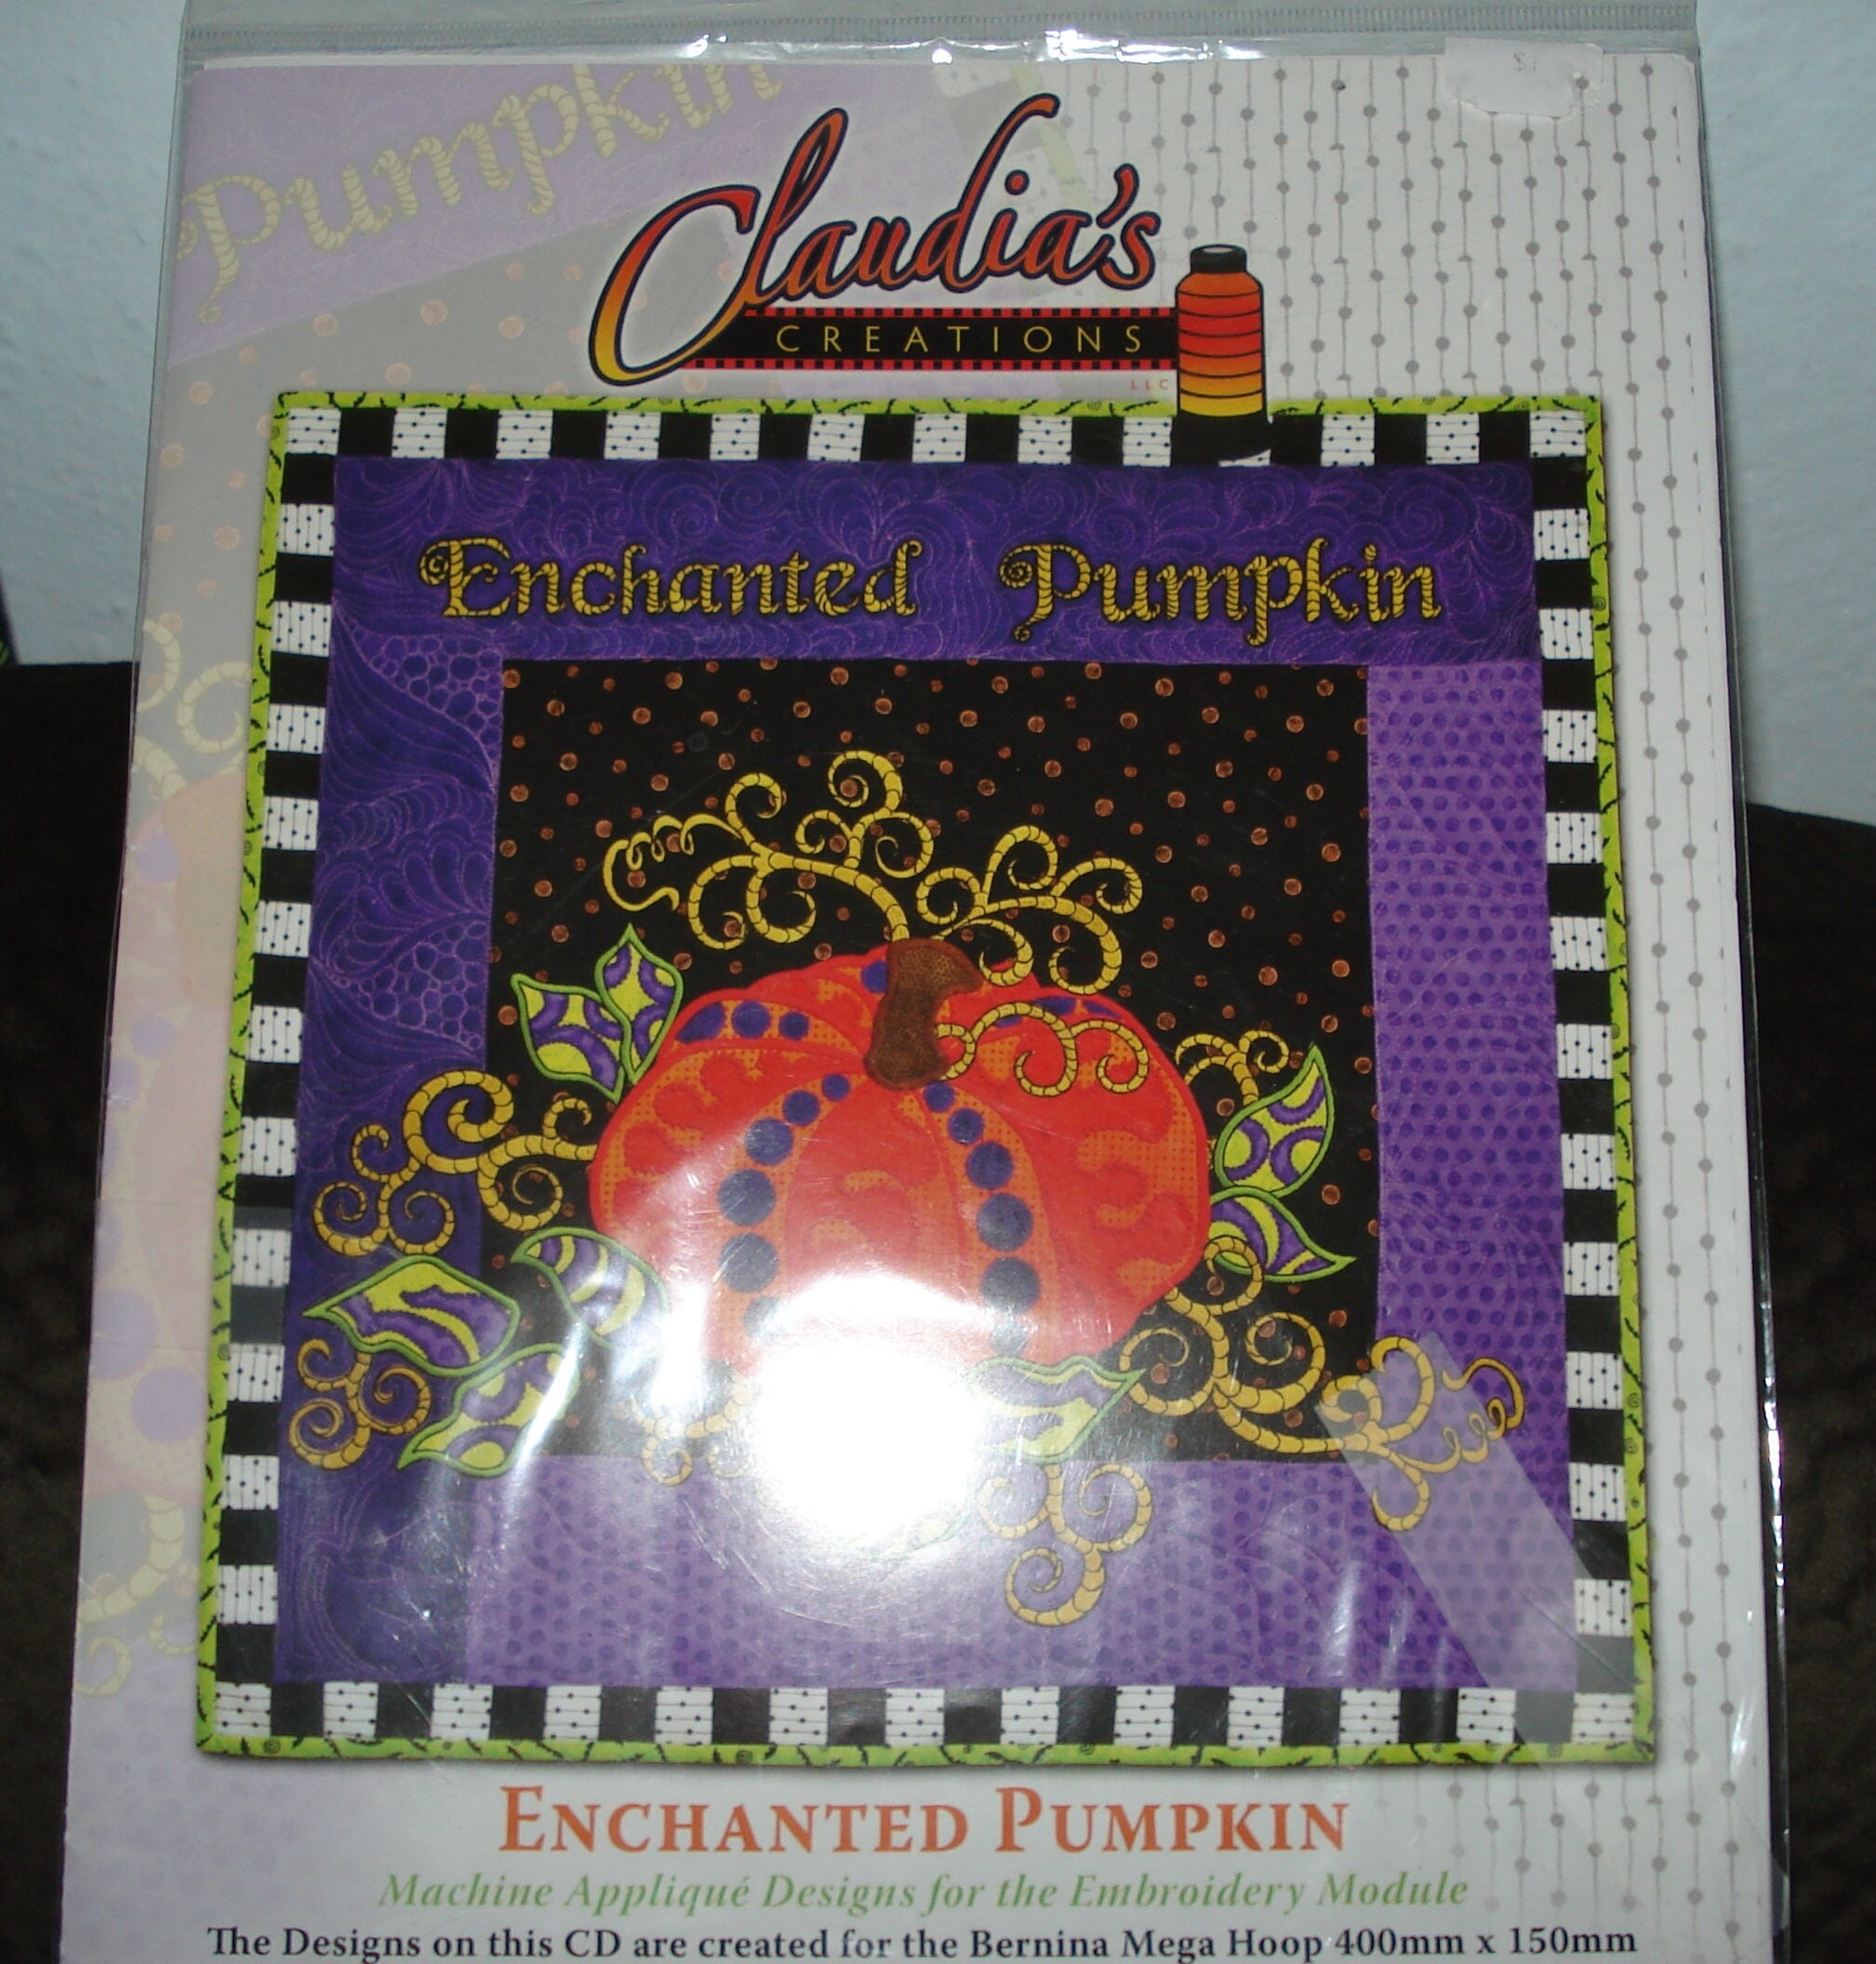 Pumpkin
Claudia's
CREATIONS
LLC
Enchanted Pumpkin
ENCHANTED PUMPKIN
Machine Appliqué Designs for the Embroidery Module
The Designs on this CD are created for the Bernina Mega Hoop 400mm x 150mm